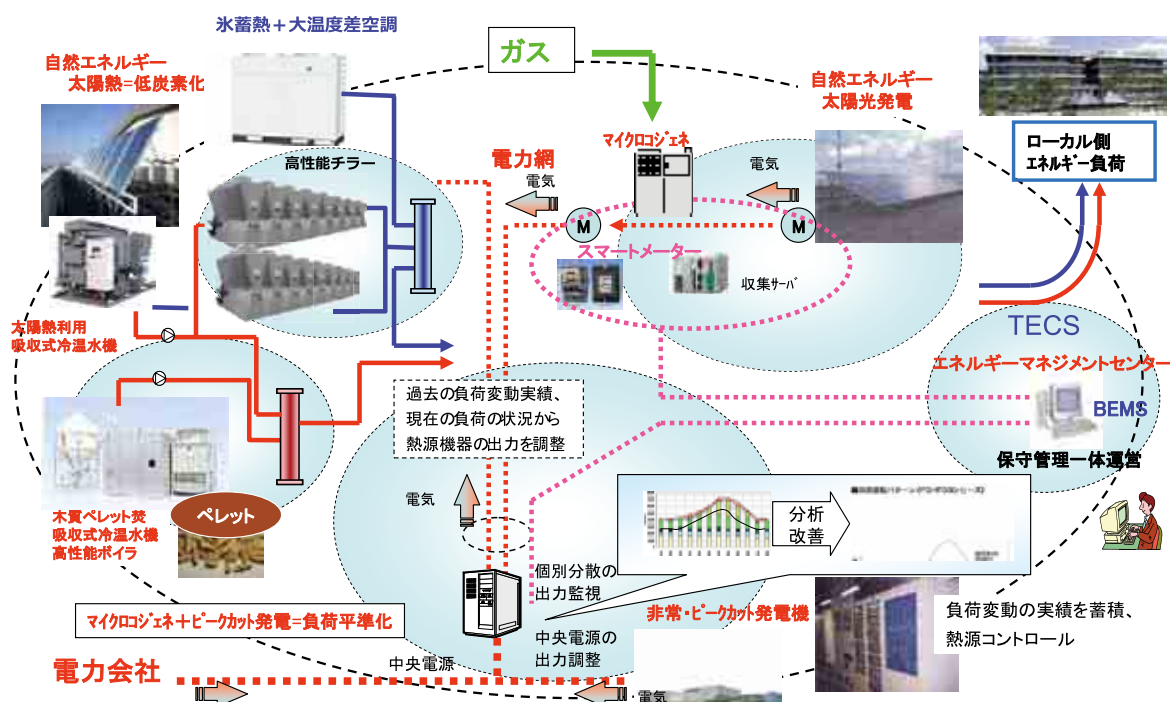 氷蓄熱+大温度差空調
ガス
自然エネルギー
太陽熱=低炭素化
自然エネルギー
太陽光発電
ローカル側
エネルギー負荷
高性能チラー
電力網
電気
マイクロコジェネ
電気
M
M
スマートメーター
収集サーバ
太陽熱利用
吸収式冷温水機
TECS
エネルギーマネジメントセンター
BEMS
保守管理一体運営
過去の負荷変動実績、
現在の負荷の状況から
熱源機器の出力を調整
電気
ペレット
木質ペレット焚
吸収式冷温水機
高性能ボイラ
分析
改善
個別分散の
出力監視
中央電源の
出力調整
非常・ピークカット発電機
負荷変動の実績を蓄積、
熱源コントロール
マイクロコジェネ+ピークカット発電=負荷平準化
中央電源
電力会社
電気